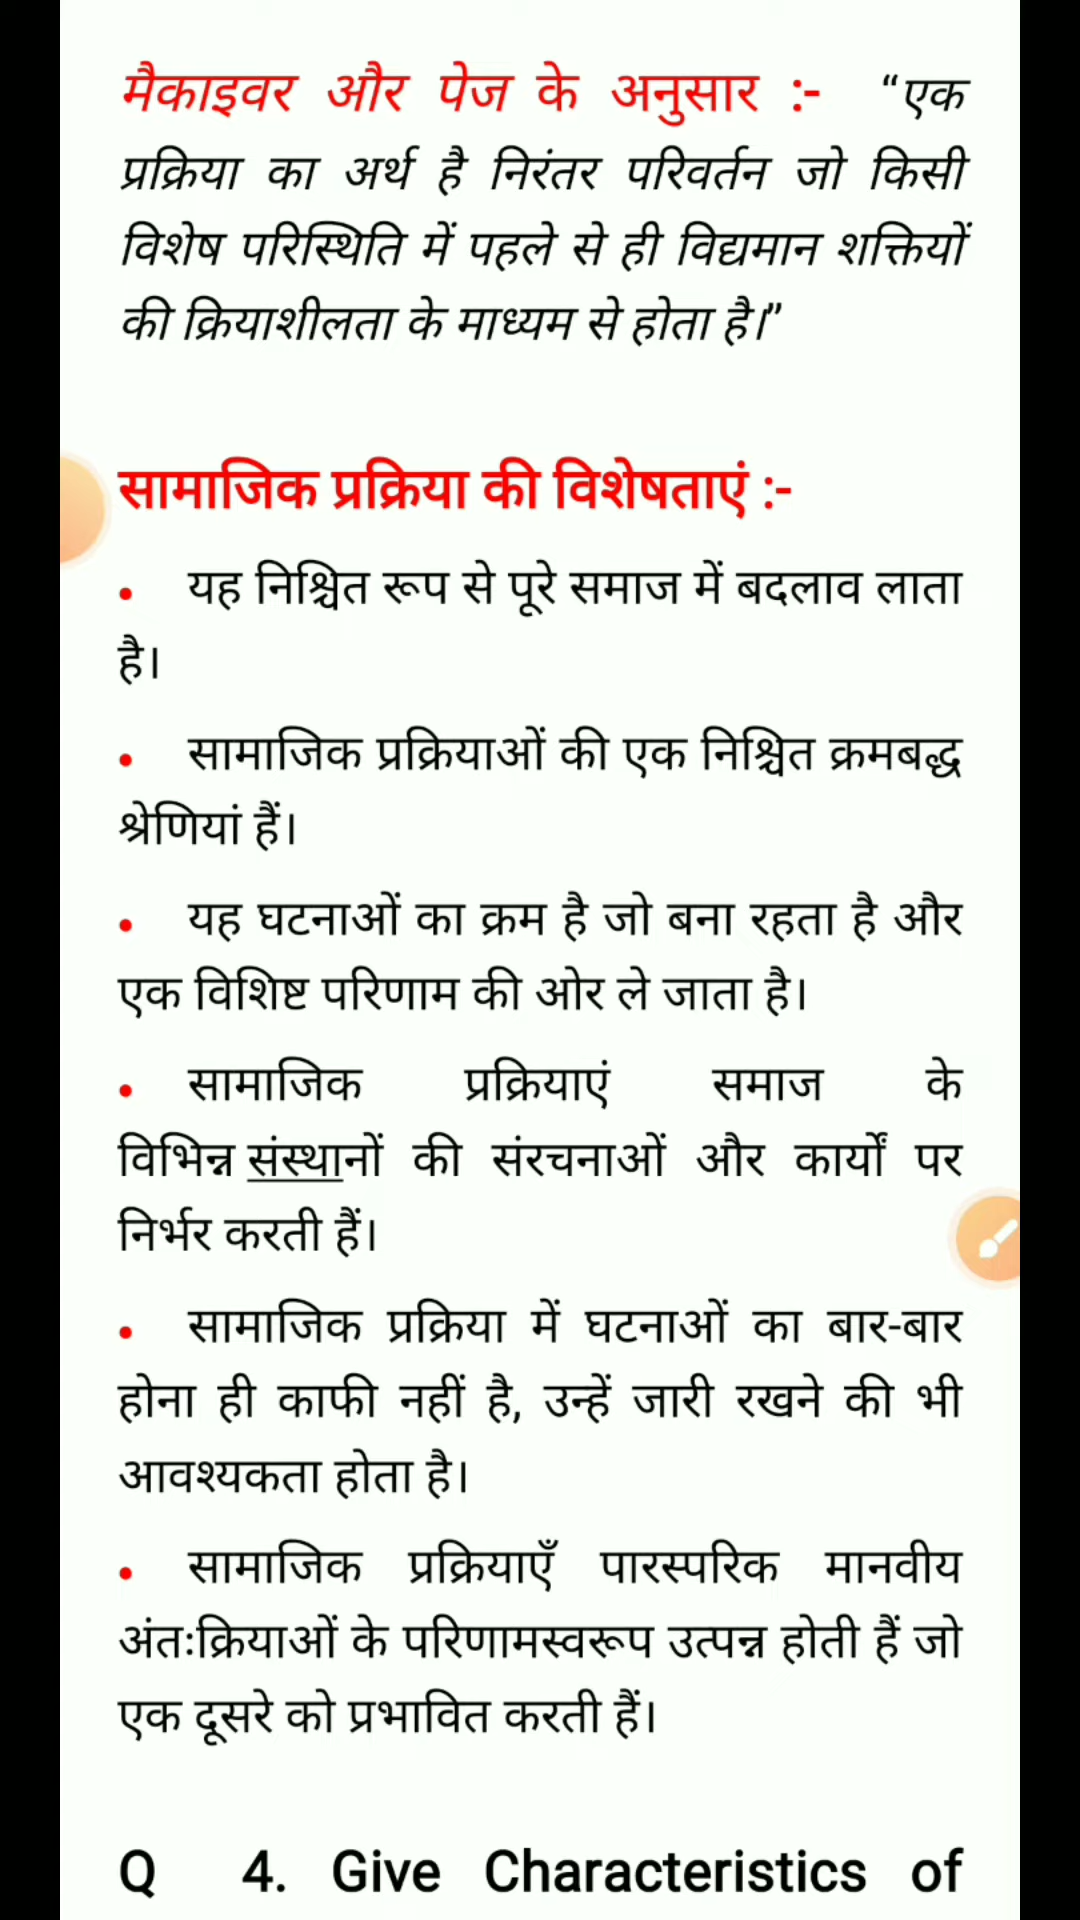 मैकाइवर और पेज के अनुसार :- “एक
प्रक्रिया का अर्थ है निरंतर परिवर्तन जो किसी
विशेष परिस्थिति में पहले से ही विद्यमान शक्तियों
की क्रियाशीलता के माध्यम से होता है।”
सामाजिक प्रक्रिया की विशेषताएं :-
• यह निश्चित रूप से पूरे समाज में बदलाव लाता
है।
• सामाजिक प्रक्रियाओं की एक निश्चित क्रमबद्ध
श्रेणियां हैं।
• यह घटनाओं का क्रम है जो बना रहता है और
एक विशिष्ट परिणाम की ओर ले जाता है।
• सामाजिक प्रक्रियाएं समाज के
विभिन्न संस्थानों की संरचनाओं और कार्यों पर
निर्भर करती हैं।
• सामाजिक प्रक्रिया में घटनाओं का बार-बार
होना ही काफी नहीं है, उन्हें जारी रखने की भी
आवश्यकता होता है।
• सामाजिक प्रक्रियाएँ पारस्परिक मानवीय
अंतःक्रियाओं के परिणामस्वरूप उत्पन्न होती हैं जो
एक दूसरे को प्रभावित करती हैं।
Q 4. Give Characteristics of